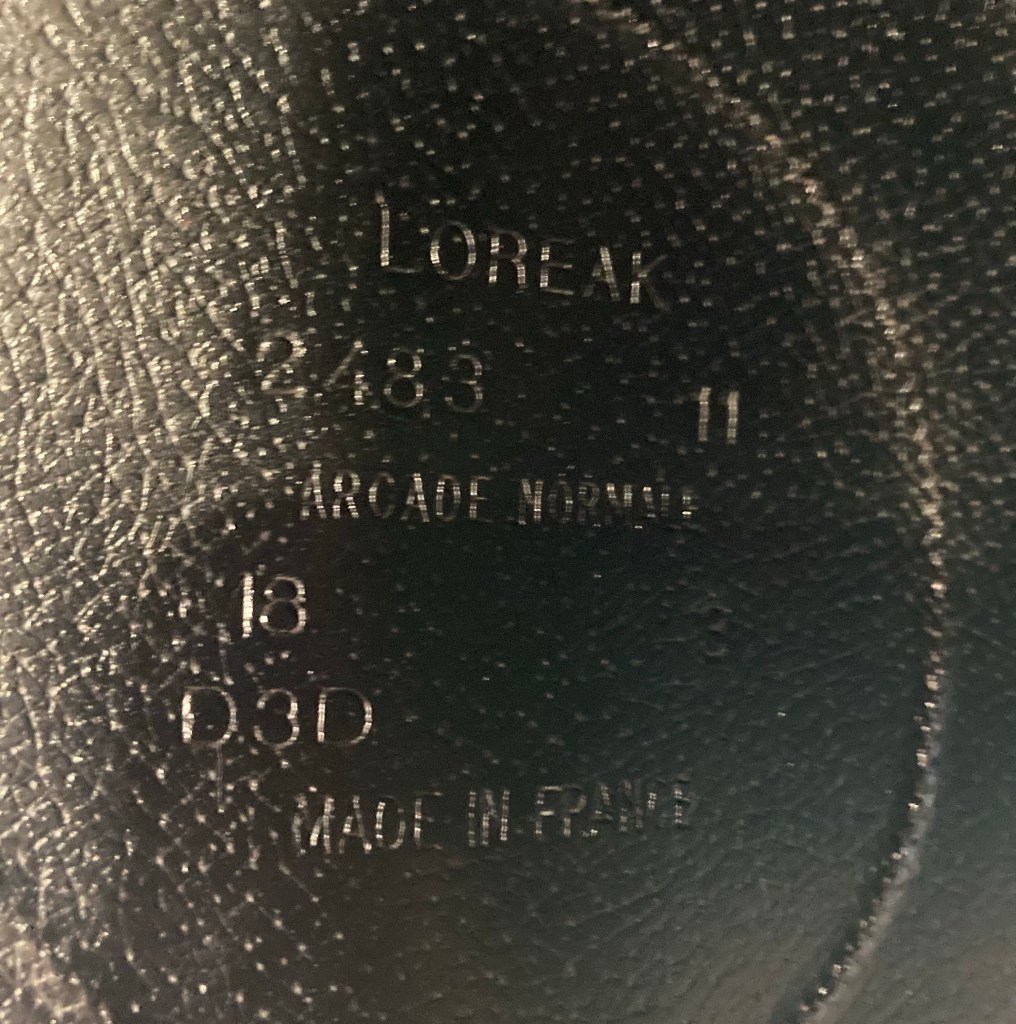 LOREAK
2483
11
ARCADE NORMALE
18
D3D
MADE IN FRANCE